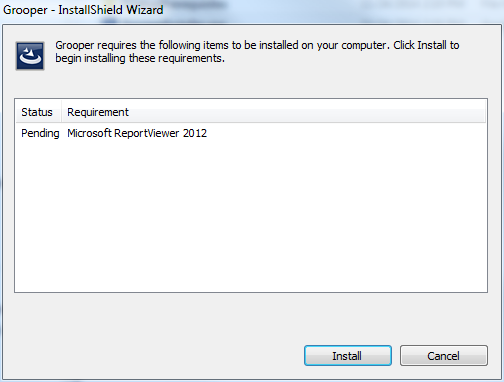 Grooper - InstallShield Wizard
Grooper requires the following items to be installed on your computer. Click Install to
begin installing these requirements.
Status Requirement
Pending Microsoft ReportViewer 2012
Install Cancel